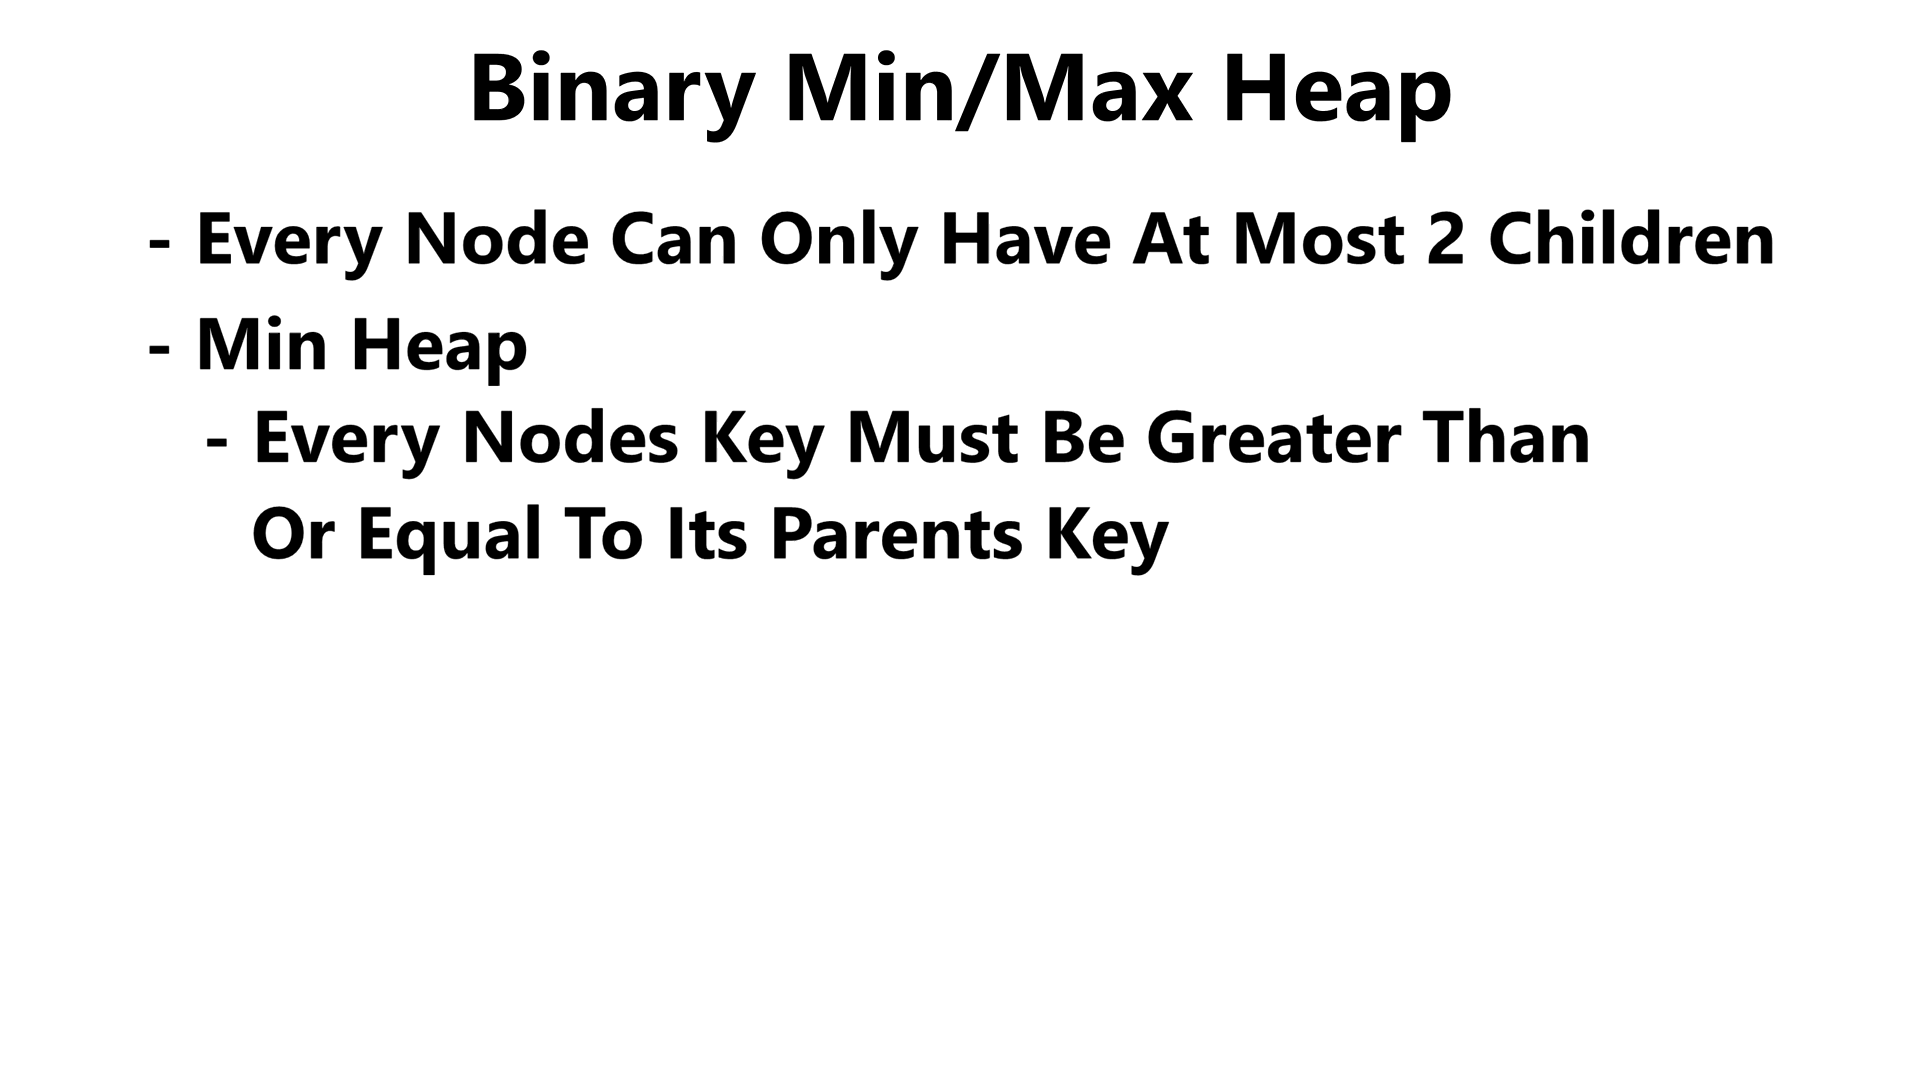 Binary Min/Max Heap
- Every Node Can Only Have At Most 2 Children
- Min Heap
- Every Nodes Key Must Be Greater Than
Or Equal To Its Parents Key